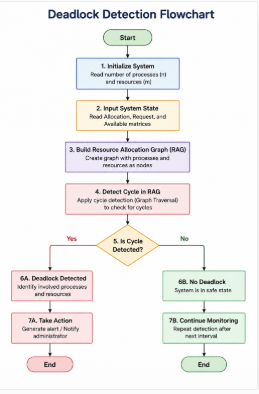 Deadlock Detection Flowchart
Start
1. Initialize System
Read number of processes (n)
and resources (m)
2. Input System State
Read Allocation, Request, and
Available matrices
3. Build Resource Allocation Graph (RAG)
Create graph with processes and
resources as nodes
4. Detect Cycle in RAG
Apply cycle detection (Graph Traversal)
to check for cycles
5. Is Cycle
Detected?
Yes
No
6A. Deadlock Detected
Identify involved processes
and resources
6B. No Deadlock
System is in safe state
7A. Take Action
Generate alert / Notify
administrator
7B. Continue Monitoring
Repeat detection after
next interval
End
End